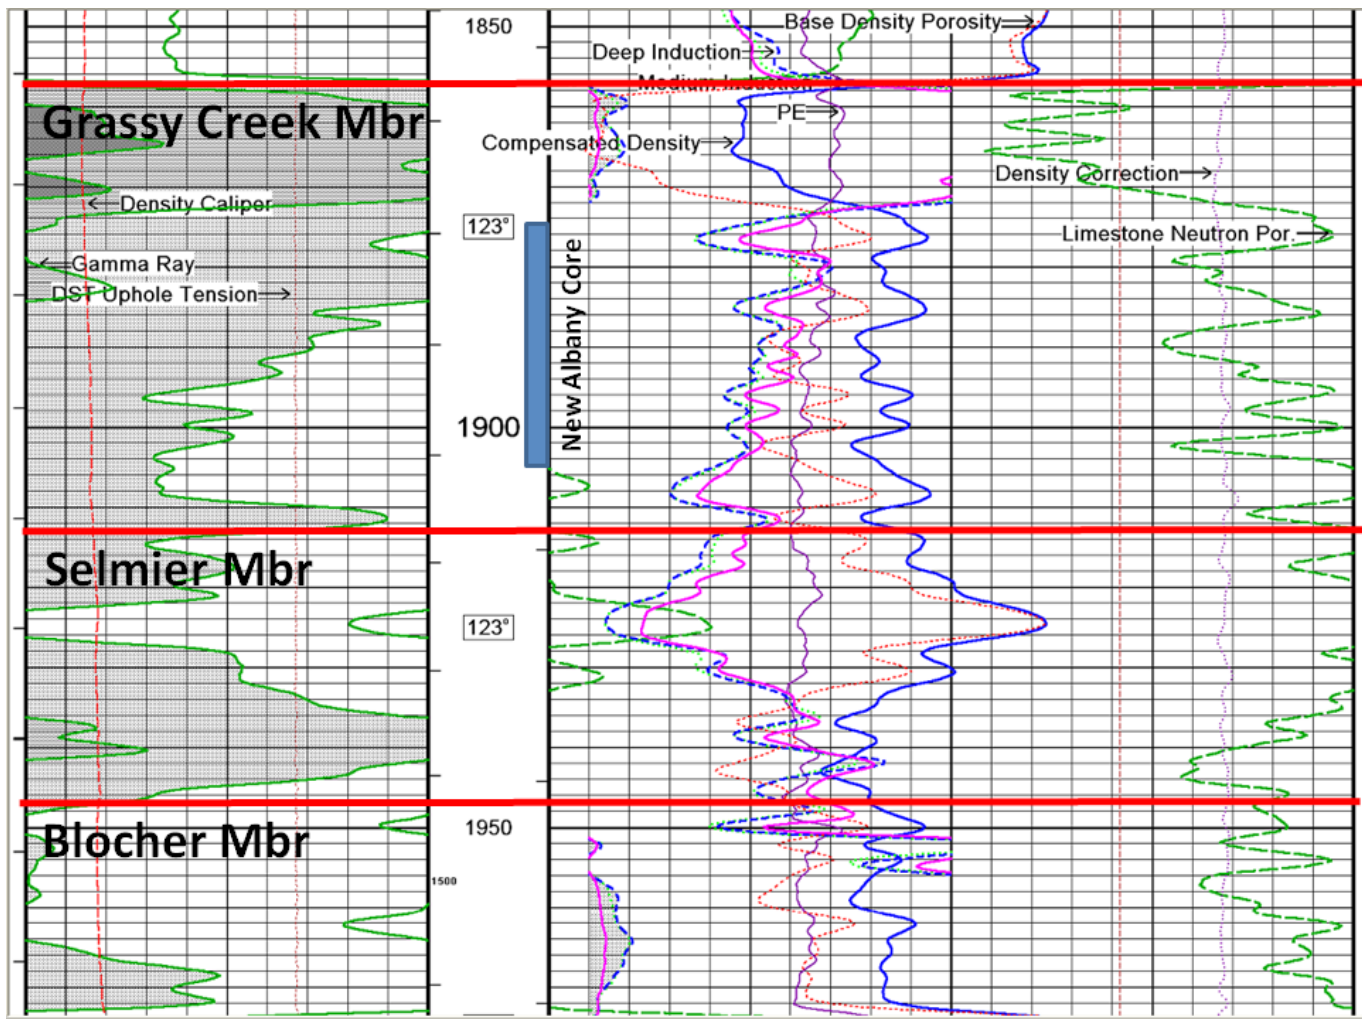 1850
Base Density Porosity
Deep Induction
Medium Induction
Grassy Creek Mbr
PE
Compensated Density
Density Correction
Density Caliper
123°
Limestone Neutron Por.
Gamma Ray
DST Uphole Tension
New Albany Core
1900
Selmier Mbr
123°
1950
Blocher Mbr
1500